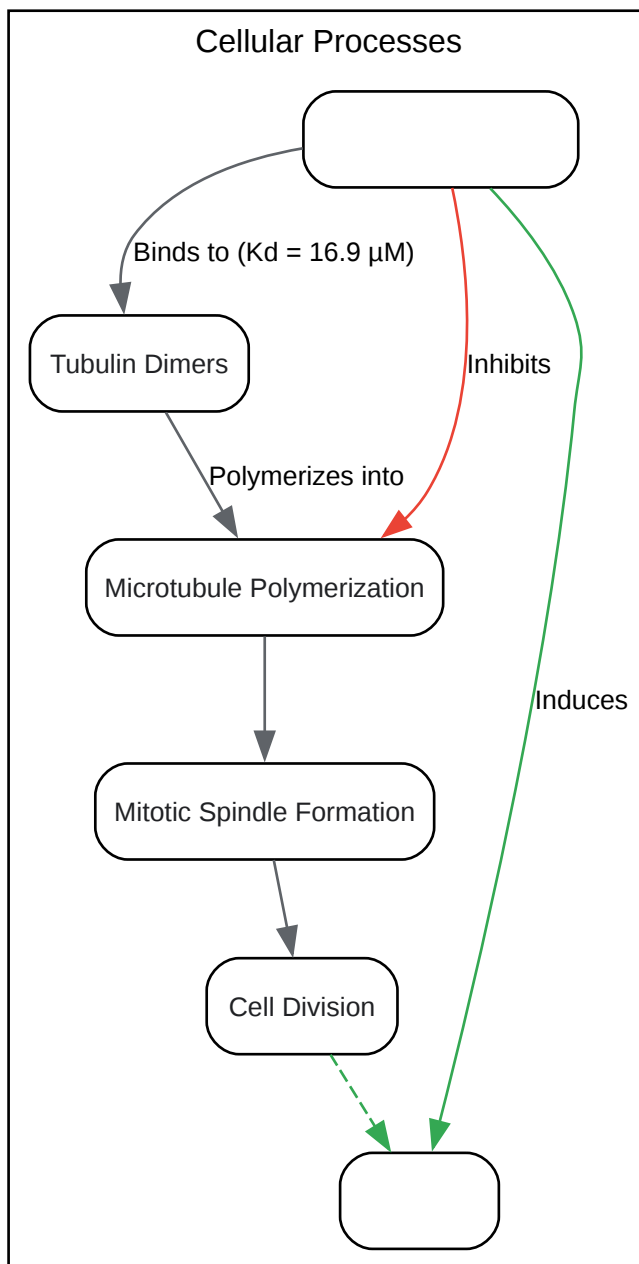 Cellular Processes
Binds to (Kd = 16.9 µM)
Tubulin Dimers
Inhibits
Polymerizes into
Microtubule Polymerization
Induces
Mitotic Spindle Formation
Cell Division